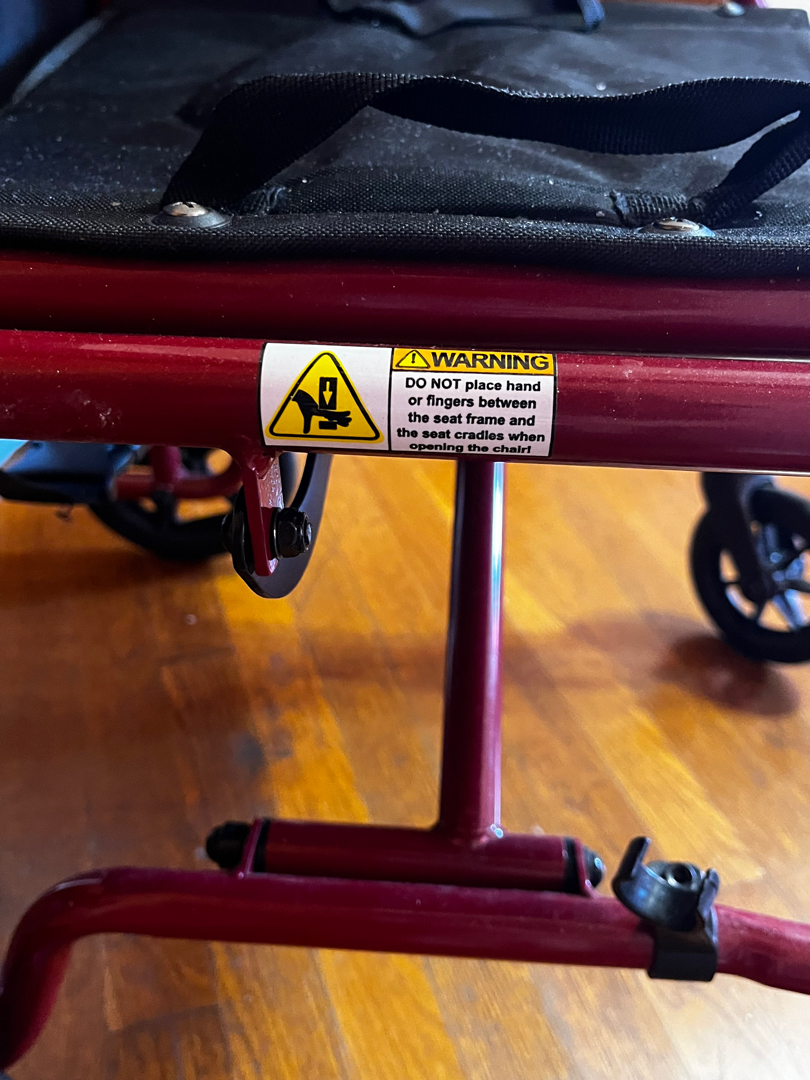 WARNING
DO NOT place hand
or fingers between
the seat frame and
the seat cradles when
opening the chair!